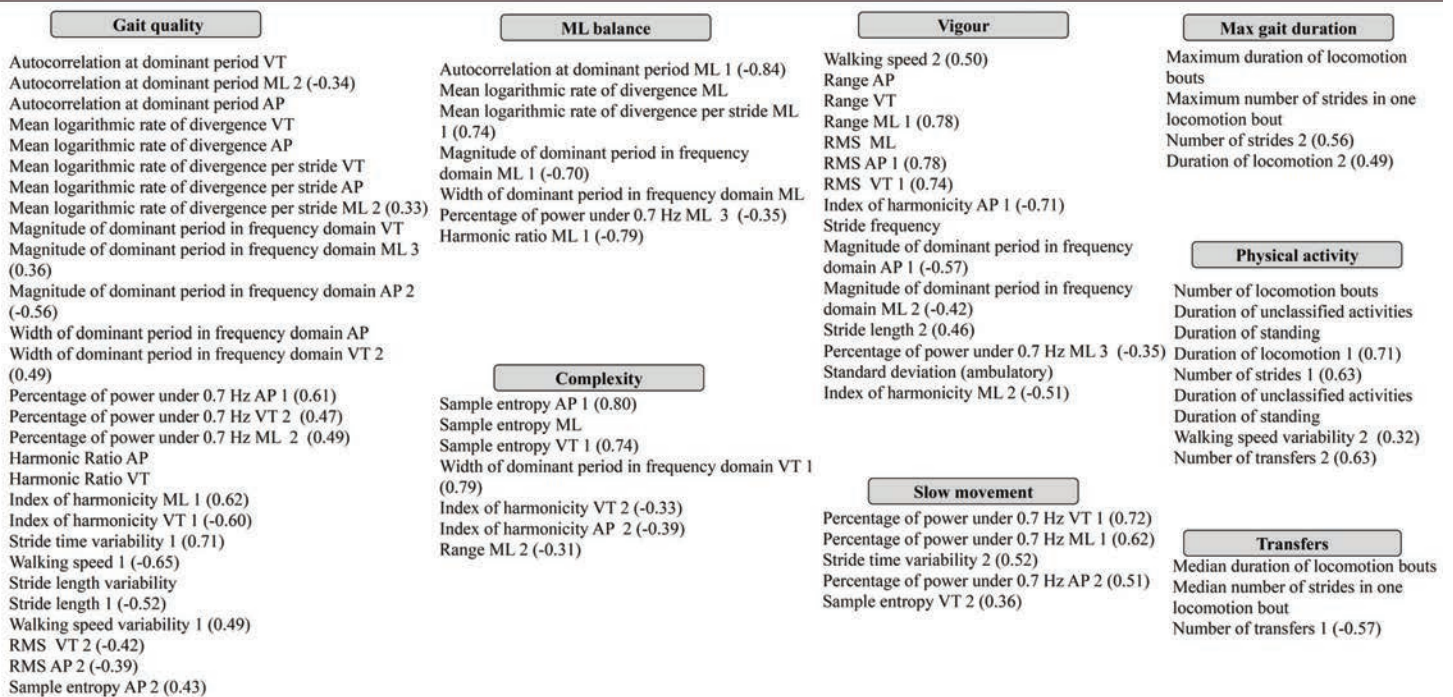 Gait quality
Autocorrelation at dominant period VT
Autocorrelation at dominant period ML 2 (-0.34)
Autocorrelation at dominant period AP
Mean logarithmic rate of divergence VT
Mean logarithmic rate of divergence AP
Mean logarithmic rate of divergence per stride VT
Mean logarithmic rate of divergence per stride AP
Mean logarithmic rate of divergence per stride ML 2 (0.33)
Magnitude of dominant period in frequency domain VT
Magnitude of dominant period in frequency domain ML 3
(0.36)
Magnitude of dominant period in frequency domain AP 2
(-0.56)
Width of dominant period in frequency domain AP
Width of dominant period in frequency domain VT 2
(0.49)
Percentage of power under 0.7 Hz AP 1 (0.61)
Percentage of power under 0.7 Hz VT 2 (0.47)
Percentage of power under 0.7 Hz ML 2 (0.49)
Harmonic Ratio AP
Harmonic Ratio VT
Index of harmonicity ML 1 (0.62)
Index of harmonicity VT 1 (-0.60)
Stride time variability 1 (0.71)
Walking speed 1 (-0.65)
Stride length variability
Stride length 1 (-0.52)
Walking speed variability 1 (0.49)
RMS VT 2 (-0.42)
RMS AP 2 (-0.39)
Sample entropy AP 2 (0.43)
ML balance
Autocorrelation at dominant period ML 1 (-0.84)
Mean logarithmic rate of divergence ML
Mean logarithmic rate of divergence per stride ML
1 (0.74)
Magnitude of dominant period in frequency
domain ML 1 (-0.70)
Width of dominant period in frequency domain ML
Percentage of power under 0.7 Hz ML 3 (-0.35)
Harmonic ratio ML 1 (-0.79)
Complexity
Sample entropy AP 1 (0.80)
Sample entropy ML
Sample entropy VT 1 (0.74)
Width of dominant period in frequency domain VT 1
(0.79)
Index of harmonicity VT 2 (-0.33)
Index of harmonicity AP 2 (-0.39)
Range ML 2 (-0.31)
Vigour
Walking speed 2 (0.50)
Range AP
Range VT
Range ML 1 (0.78)
RMS ML
RMS AP 1 (0.78)
RMS VT 1 (0.74)
Index of harmonicity AP 1 (-0.71)
Stride frequency
Magnitude of dominant period in frequency
domain AP 1 (-0.57)
Magnitude of dominant period in frequency
domain ML 2 (-0.42)
Stride length 2 (0.46)
Percentage of power under 0.7 Hz ML 3 (-0.35)
Standard deviation (ambulatory)
Index of harmonicity ML 2 (-0.51)
Slow movement
Percentage of power under 0.7 Hz VT 1 (0.72)
Percentage of power under 0.7 Hz ML 1 (0.62)
Stride time variability 2 (0.52)
Percentage of power under 0.7 Hz AP 2 (0.51)
Sample entropy VT 2 (0.36)
Max gait duration
Maximum duration of locomotion
bouts
Maximum number of strides in one
locomotion bout
Number of strides 2 (0.56)
Duration of locomotion 2 (0.49)
Physical activity
Number of locomotion bouts
Duration of unclassified activities
Duration of standing
Duration of locomotion 1 (0.71)
Number of strides 1 (0.63)
Duration of unclassified activities
Duration of standing
Walking speed variability 2 (0.32)
Number of transfers 2 (0.63)
Transfers
Median duration of locomotion bouts
Median number of strides in one
locomotion bout
Number of transfers 1 (-0.57)